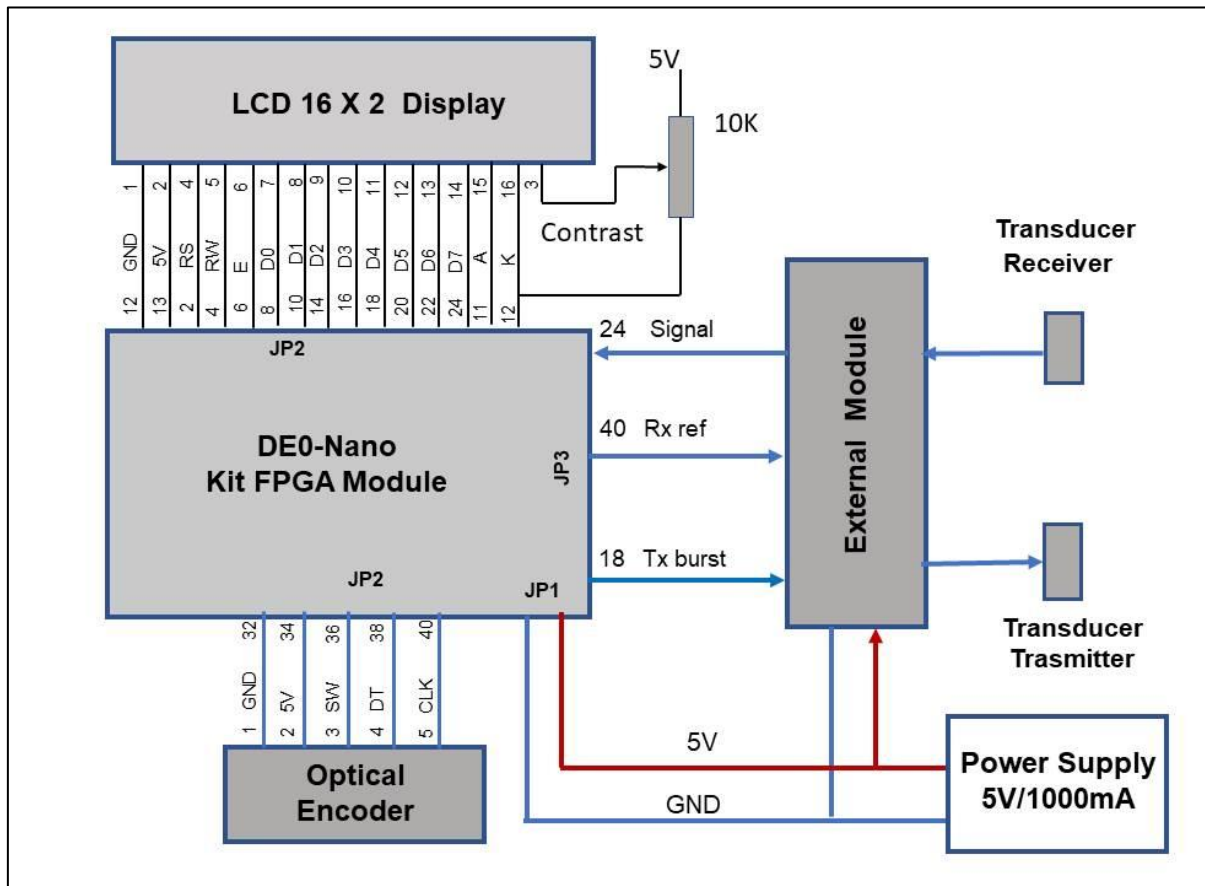 LCD 16 X 2 Display
5V
10K
Contrast
1 2 4 5 6 7 8 9 10 11 12 13 14 15 16 3
GND 5V RS RW E D0 D1 D2 D3 D4 D5 D6 D7 A K
12 13 2 4 6 8 10 14 16 18 20 22 24 11 12
JP2
DE0-Nano
Kit FPGA Module
JP3
JP2
JP1
24 Signal
40 Rx ref
18 Tx burst
External Module
Transducer
Receiver
Transducer
Trasmitter
32 34 36 38 40
GND 5V SW DT CLK
1 2 3 4 5
Optical
Encoder
5V
GND
Power Supply
5V/1000mA